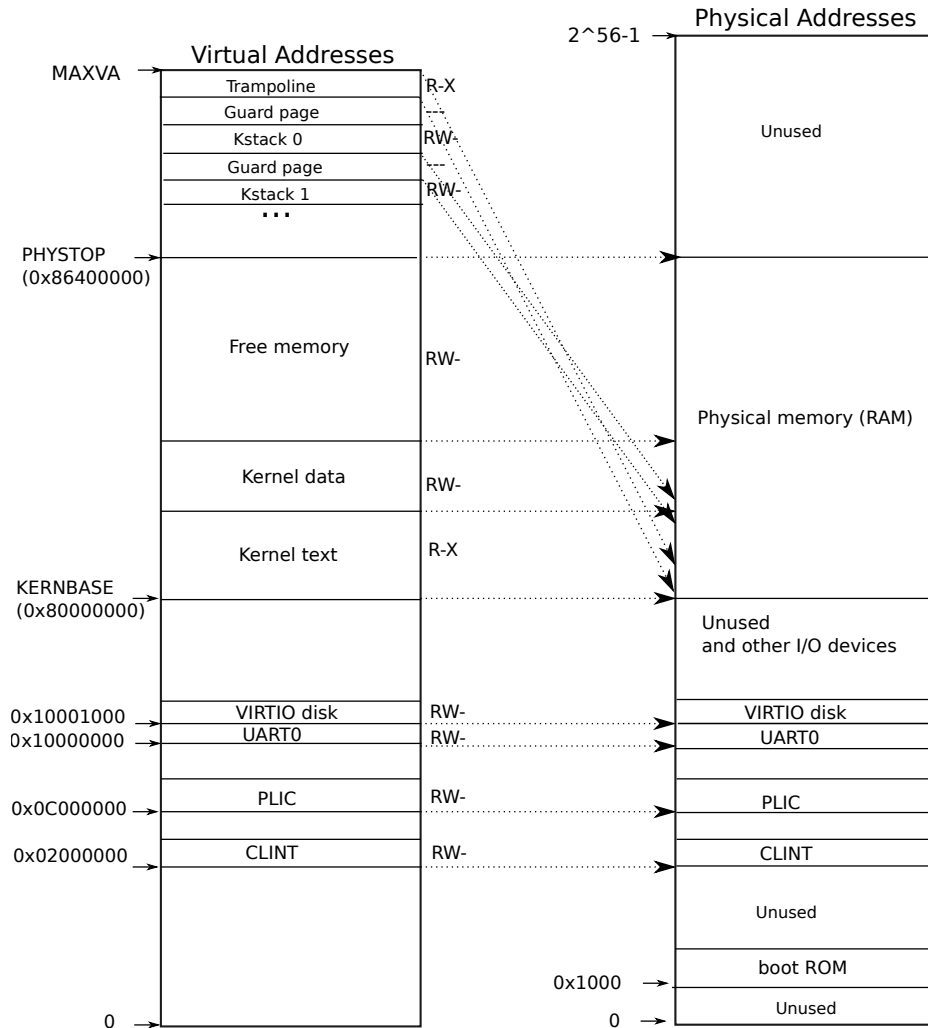 Physical Addresses
2^56-1
Virtual Addresses
MAXVA
Trampoline
R-X
Guard page
---
Kstack 0
RW-
Guard page
---
Kstack 1
RW-
...
Unused
PHYSTOP
(0x86400000)
Free memory
RW-
Physical memory (RAM)
Kernel data
RW-
Kernel text
R-X
KERNBASE
(0x80000000)
Unused
and other I/O devices
0x10001000
VIRTIO disk
RW-
VIRTIO disk
0x10000000
UART0
RW-
UART0
0x0C000000
PLIC
RW-
PLIC
0x02000000
CLINT
RW-
CLINT
Unused
boot ROM
0x1000
Unused
0
0